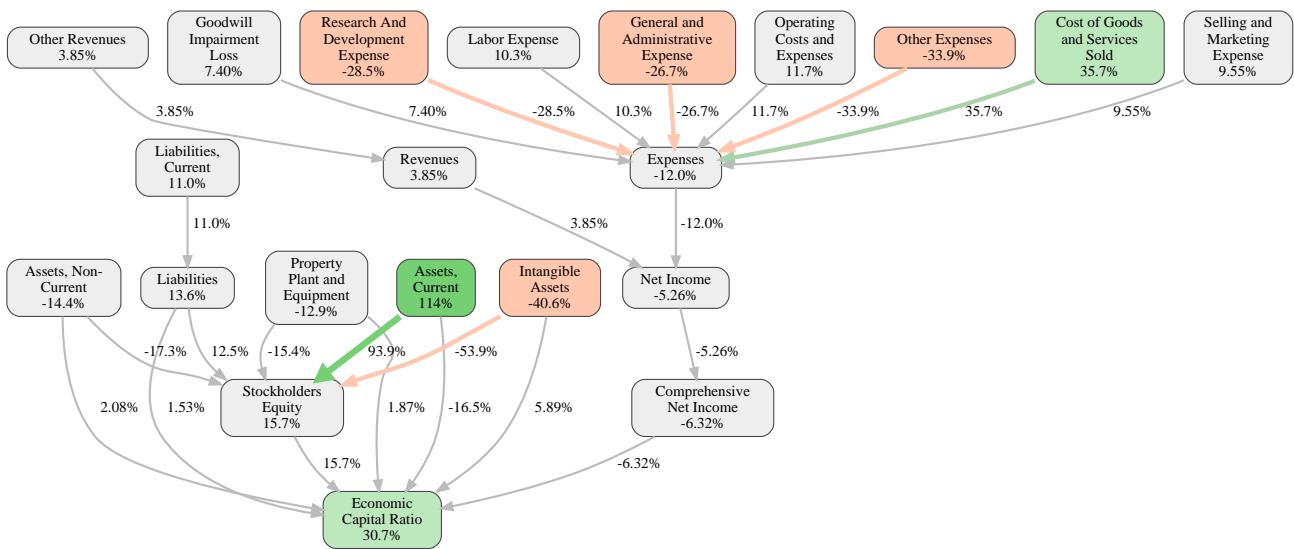 Other Revenues
3.85%
Goodwill
Impairment
Loss
7.40%
Research And
Development
Expense
-28.5%
Labor Expense
10.3%
General and
Administrative
Expense
-26.7%
Operating
Costs and
Expenses
11.7%
Other Expenses
-33.9%
Cost of Goods
and Services
Sold
35.7%
Selling and
Marketing
Expense
9.55%
3.85%
7.40%
-28.5%
10.3%
-26.7%
11.7%
-33.9%
35.7%
9.55%
Liabilities,
Current
11.0%
Revenues
3.85%
Expenses
-12.0%
11.0%
3.85%
-12.0%
Assets, Non-
Current
-14.4%
Liabilities
13.6%
Property
Plant and
Equipment
-12.9%
Assets,
Current
114%
Intangible
Assets
-40.6%
Net Income
-5.26%
-17.3%
12.5%
-15.4%
93.9%
-53.9%
-5.26%
Stockholders
Equity
15.7%
Comprehensive
Net Income
-6.32%
2.08%
1.53%
1.87%
-16.5%
5.89%
15.7%
-6.32%
Economic
Capital Ratio
30.7%